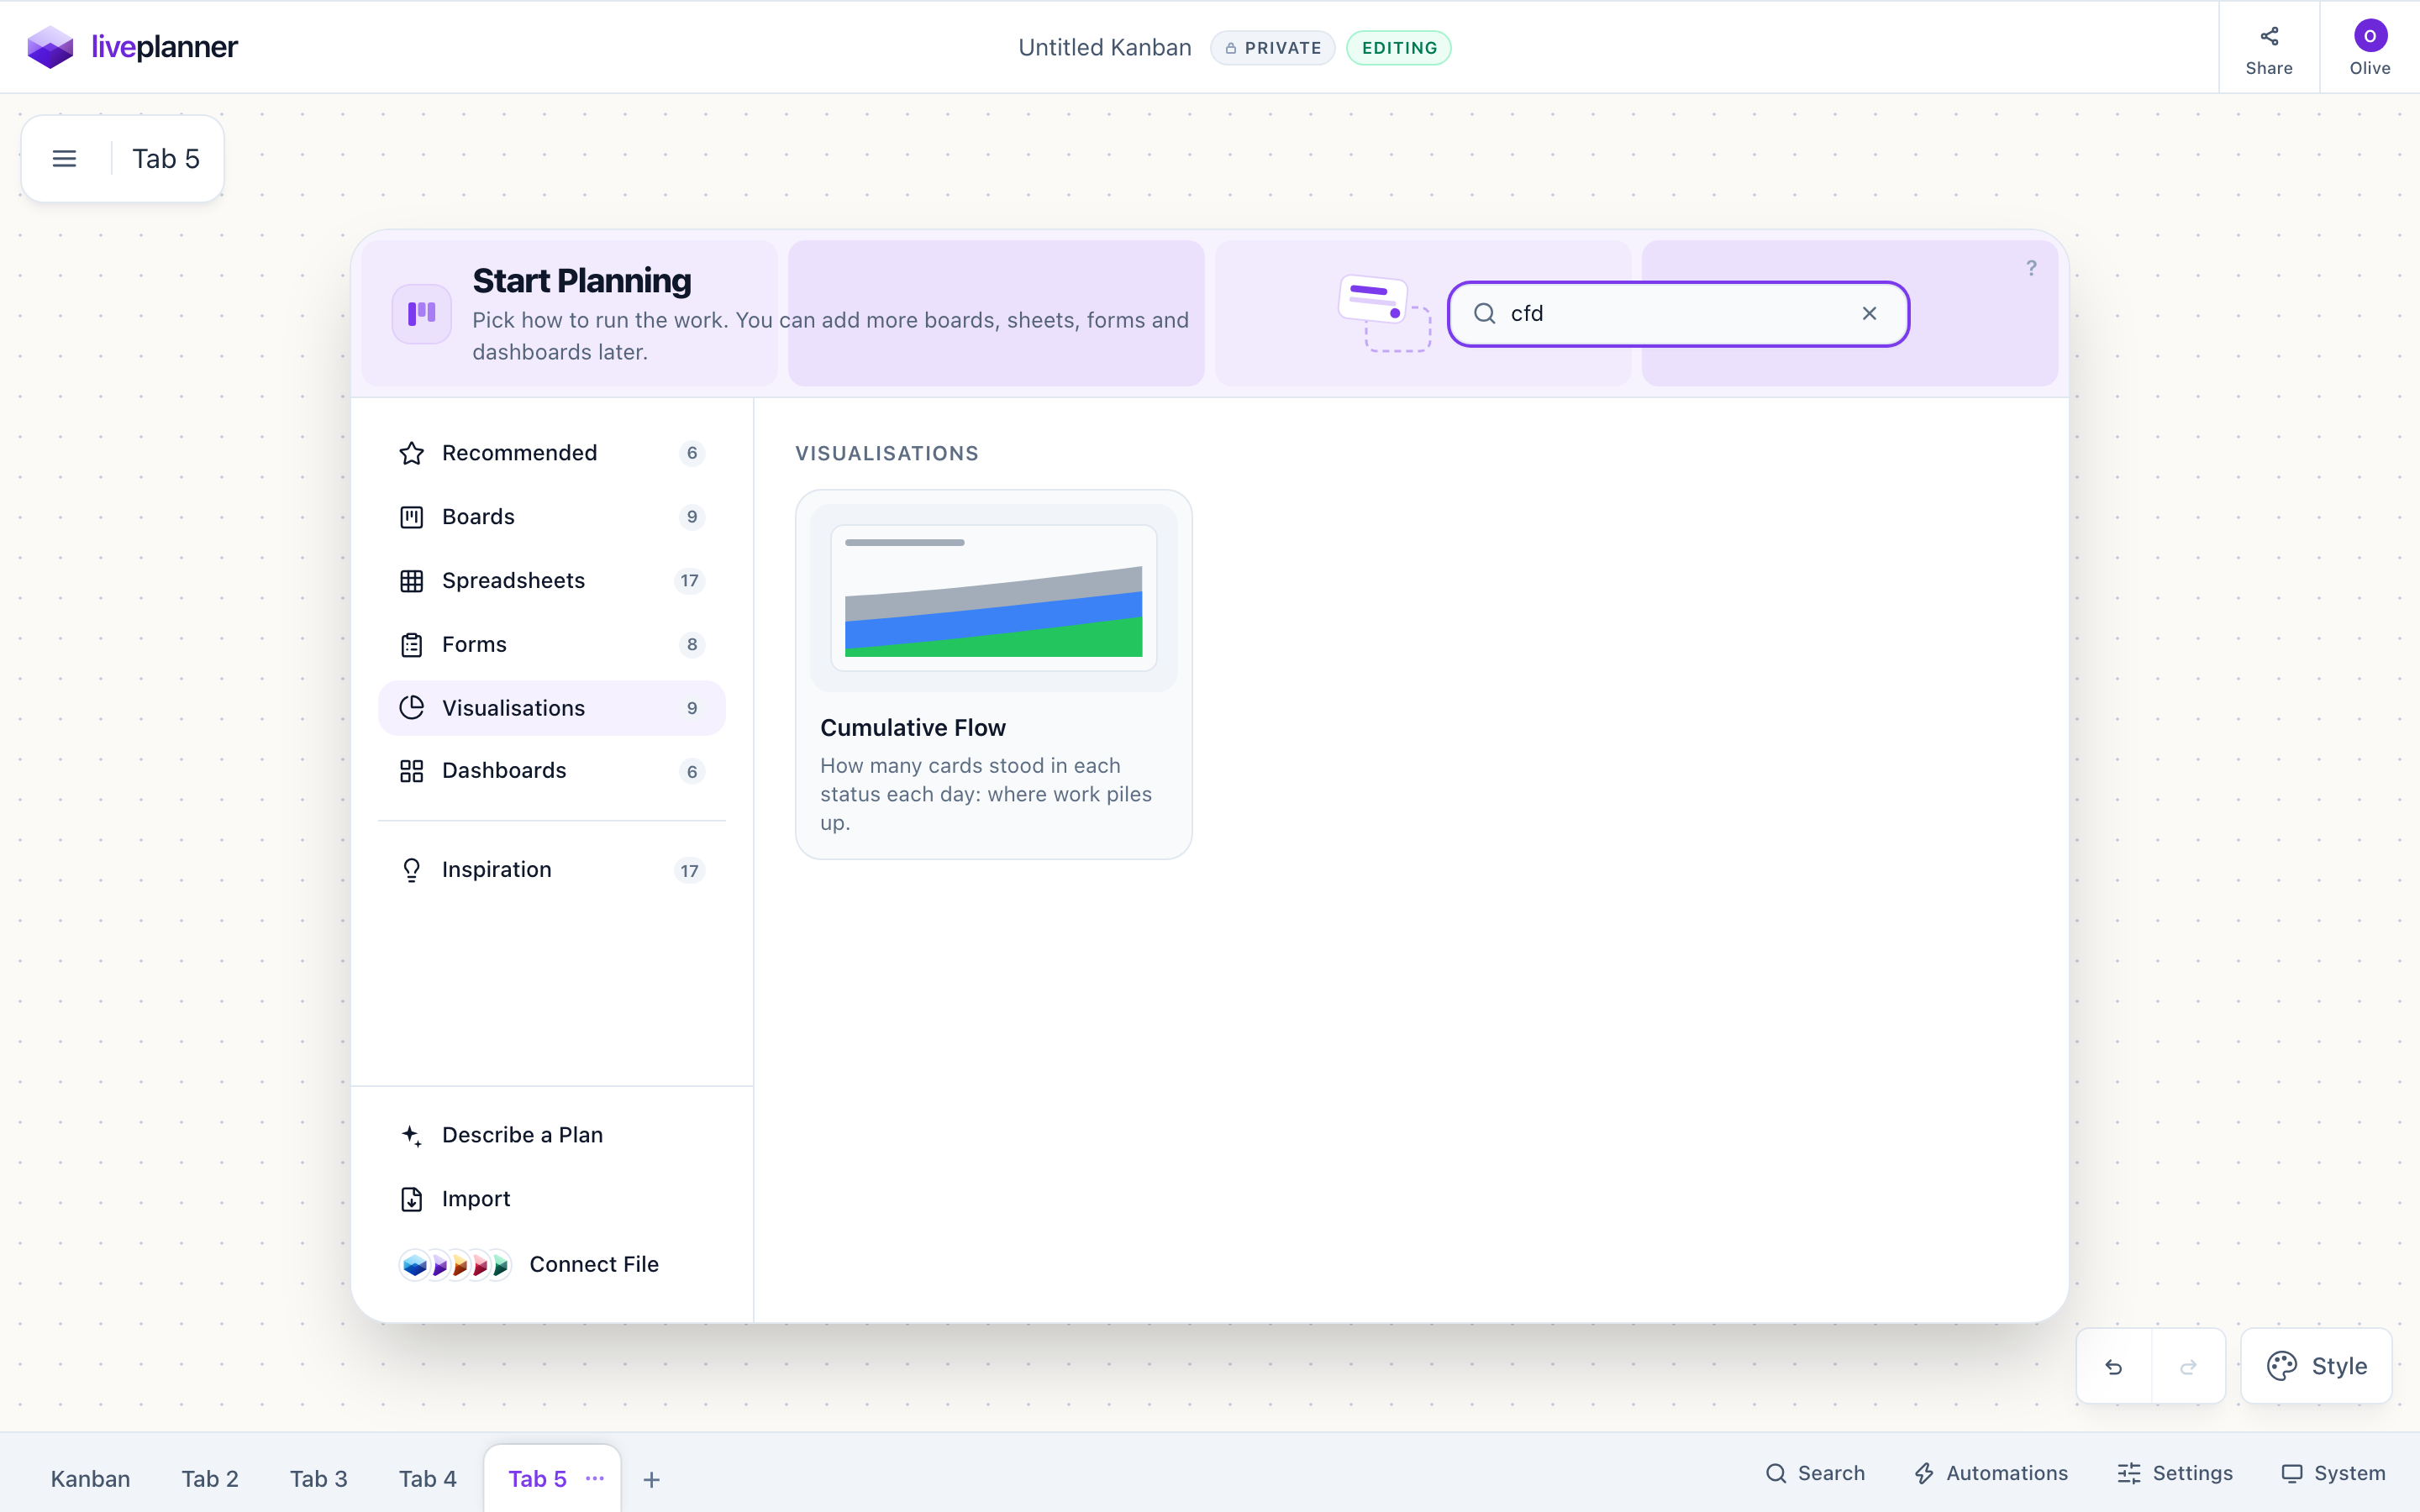 liveplanner
Untitled Kanban
PRIVATE
EDITING
Share
O
Olive
Tab 5
Start Planning
Pick how to run the work. You can add more boards, sheets, forms and
dashboards later.
cfd
?
Recommended 6
Boards 9
Spreadsheets 17
Forms 8
Visualisations 9
Dashboards 6
Inspiration 17
Describe a Plan
Import
Connect File
VISUALISATIONS
Cumulative Flow
How many cards stood in each
status each day: where work piles
up.
Style
Kanban
Tab 2
Tab 3
Tab 4
Tab 5
Search
Automations
Settings
System